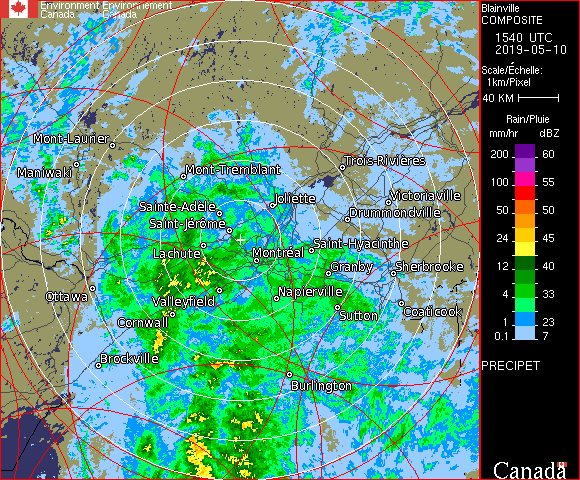 Environment Environnement
Canada Canada
Blainville
COMPOSITE
1540 UTC
2019-05-10
Scale/Échelle:
1km/Pixel
40 KM
Rain/Pluie
mm/hr dBZ
200 60
100 55
50 50
24 45
12 40
4 33
1 23
0.1 7
PRECIPET
Canada
Mont-Laurier
Maniwaki
Mont-Tremblant
Trois-Rivières
Sainte-Adele
Joliette
Victoriaville
Saint-Jérôme
Drummondville
Lachute
Montréal
Saint-Hyacinthe
Granby
Sherbrooke
Ottawa
Valleyfield
Napierville
Cornwall
Sutton
Coaticook
Brockville
Burlington